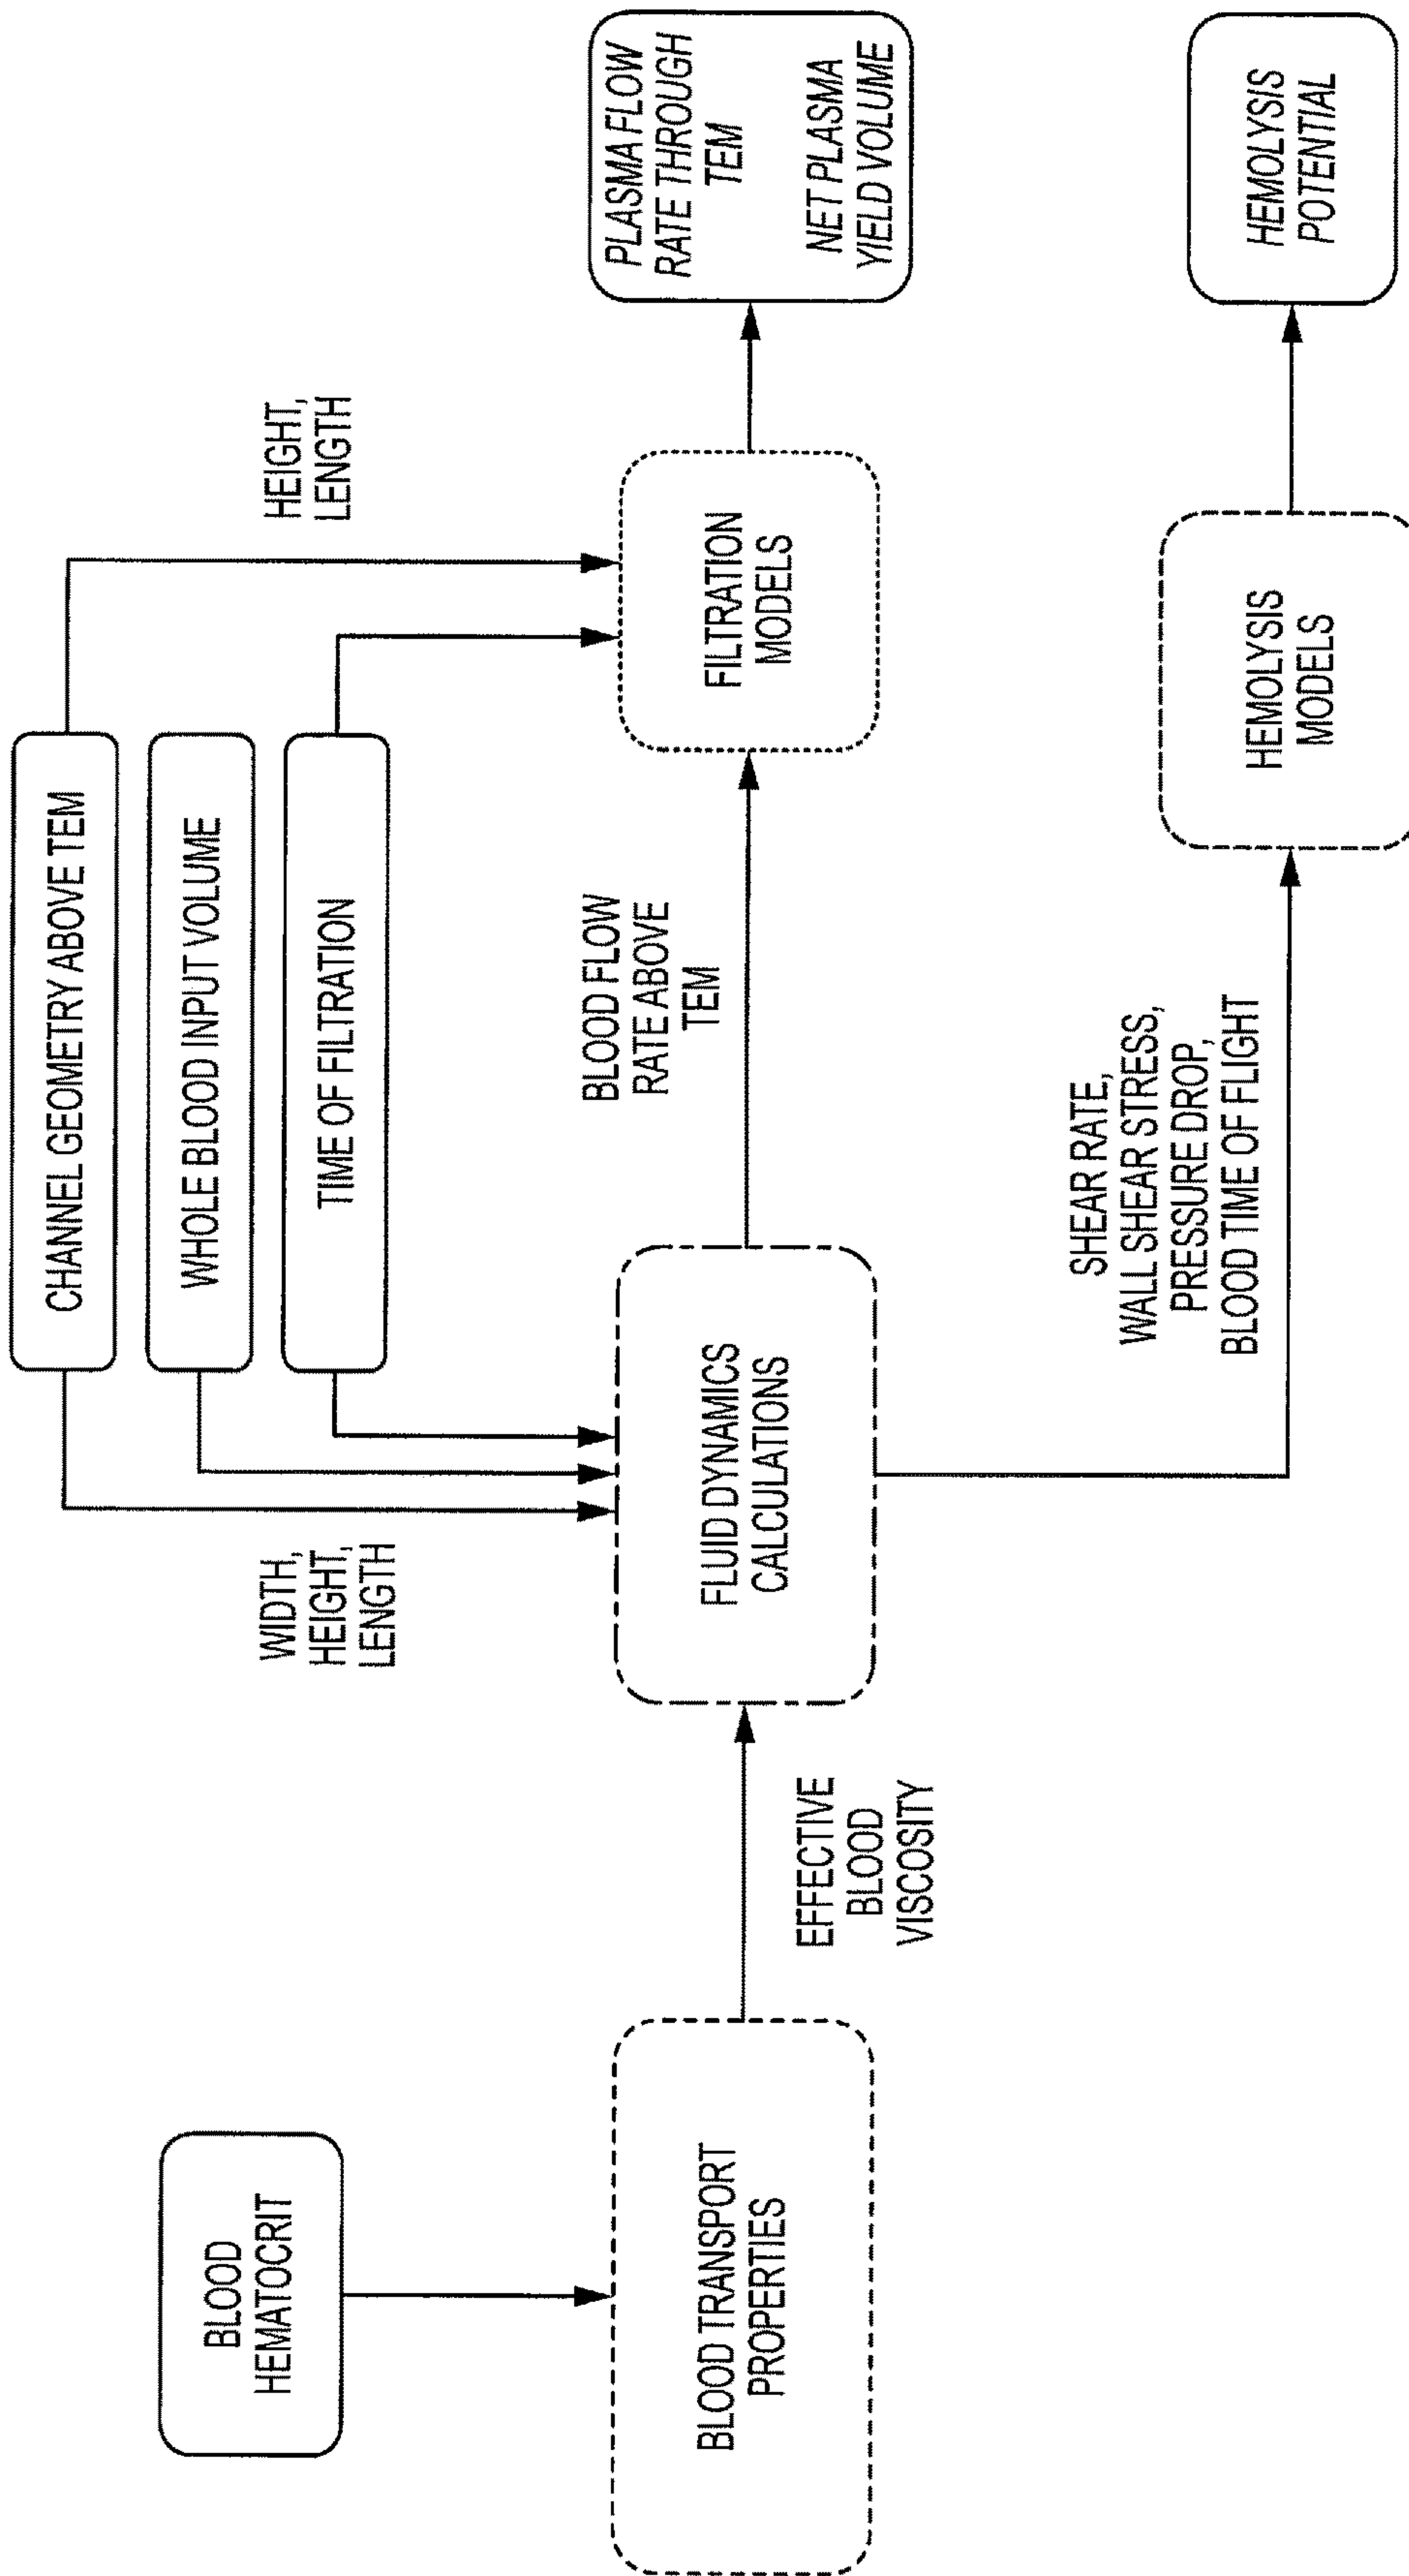 CHANNEL GEOMETRY ABOVE TEM
WHOLE BLOOD INPUT VOLUME
TIME OF FILTRATION
BLOOD
HEMATOCRIT
WIDTH,
HEIGHT,
LENGTH
HEIGHT,
LENGTH
BLOOD TRANSPORT
PROPERTIES
EFFECTIVE
BLOOD
VISCOSITY
FLUID DYNAMICS
CALCULATIONS
BLOOD FLOW
RATE ABOVE
TEM
FILTRATION
MODELS
PLASMA FLOW
RATE THROUGH
TEM
NET PLASMA
YIELD VOLUME
SHEAR RATE,
WALL SHEAR STRESS,
PRESSURE DROP,
BLOOD TIME OF FLIGHT
HEMOLYSIS
MODELS
HEMOLYSIS
POTENTIAL